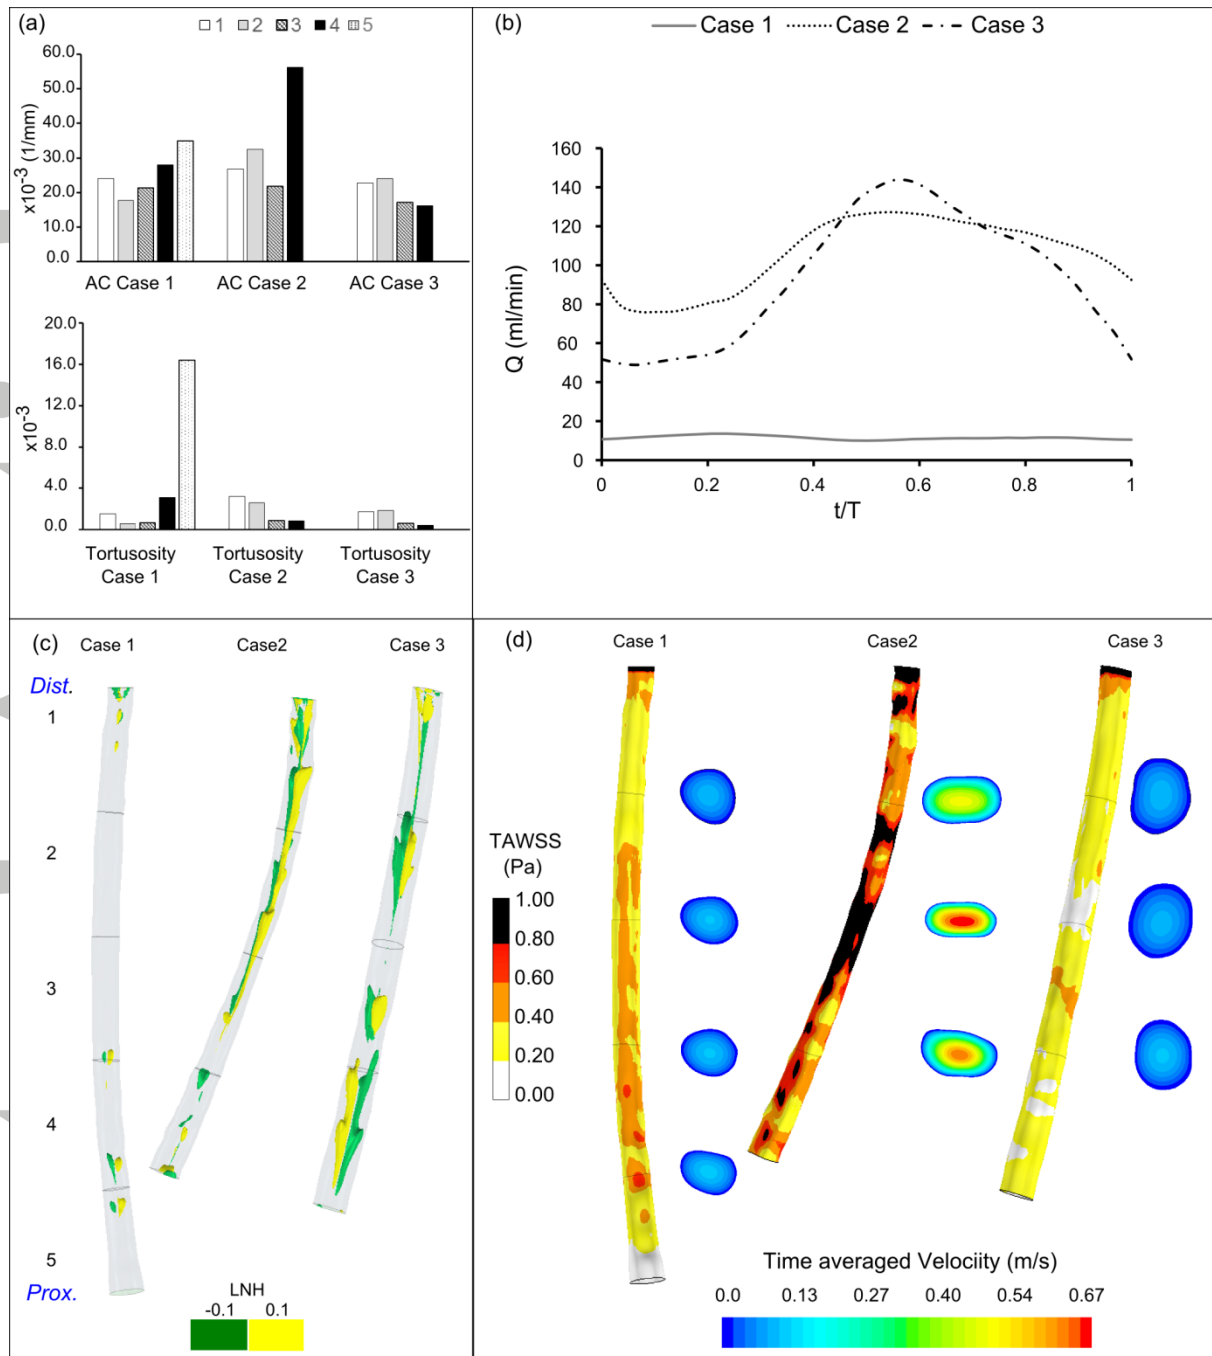 (a)
1 2 3 4 5
60.0
50.0
40.0
30.0
20.0
10.0
0.0
x10-3 (1/mm)
AC Case 1 AC Case 2 AC Case 3
20.0
16.0
12.0
8.0
4.0
0.0
x10-3
Tortusosity Tortusosity Tortusosity
Case 1 Case 2 Case 3
(b)
Case 1 Case 2 Case 3
160
140
120
100
80
60
40
20
0
Q (ml/min)
0 0.2 0.4 0.6 0.8 1
t/T
(c)
Case 1 Case2 Case 3
Dist.
1
2
3
4
5
Prox.
LNH
-0.1 0.1
(d)
Case 1 Case2 Case 3
TAWSS
(Pa)
1.00
0.80
0.60
0.40
0.20
0.00
Time averaged Velociity (m/s)
0.0 0.13 0.27 0.40 0.54 0.67